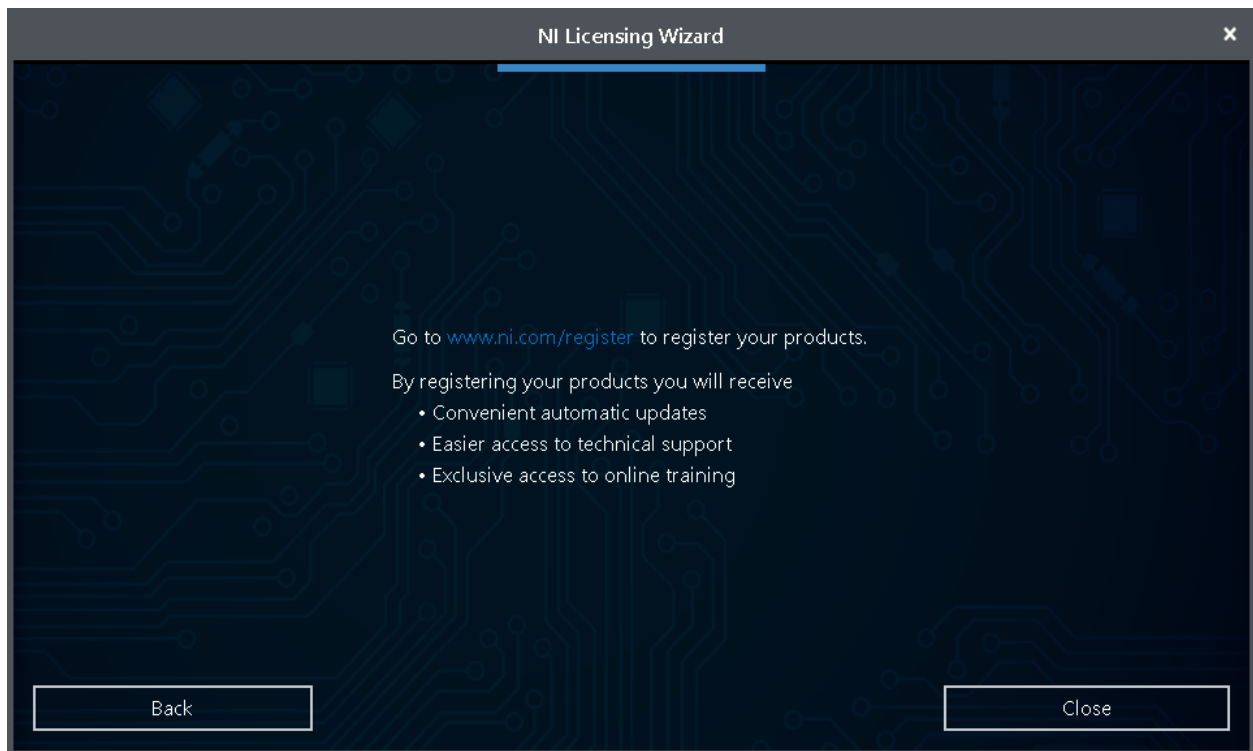 NI Licensing Wizard
Go to www.ni.com/register to register your products.
By registering your products you will receive
• Convenient automatic updates
• Easier access to technical support
• Exclusive access to online training
Back
Close